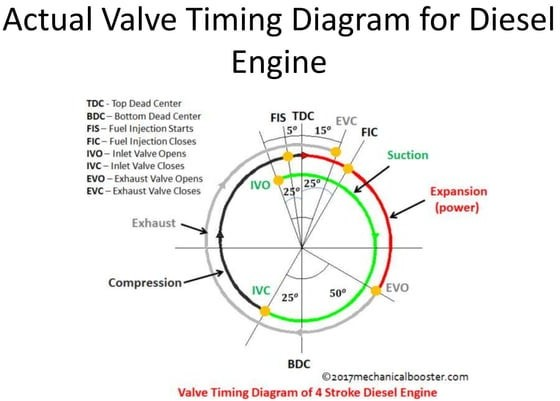 Actual Valve Timing Diagram for Diesel
Engine
TDC - Top Dead Center
BDC – Bottom Dead Center
FIS – Fuel Injection Starts
FIC – Fuel Injection Closes
IVO – Inlet Valve Opens
IVC – Inlet Valve Closes
EVO – Exhaust Valve Opens
EVC – Exhaust Valve Closes
FIS TDC EVC
5° 15° FIC
Suction
IVO 25° 25°
Expansion
(power)
Exhaust
Compression
IVC 25° 50° EVO
BDC
©2017mechanicalbooster.com
Valve Timing Diagram of 4 Stroke Diesel Engine